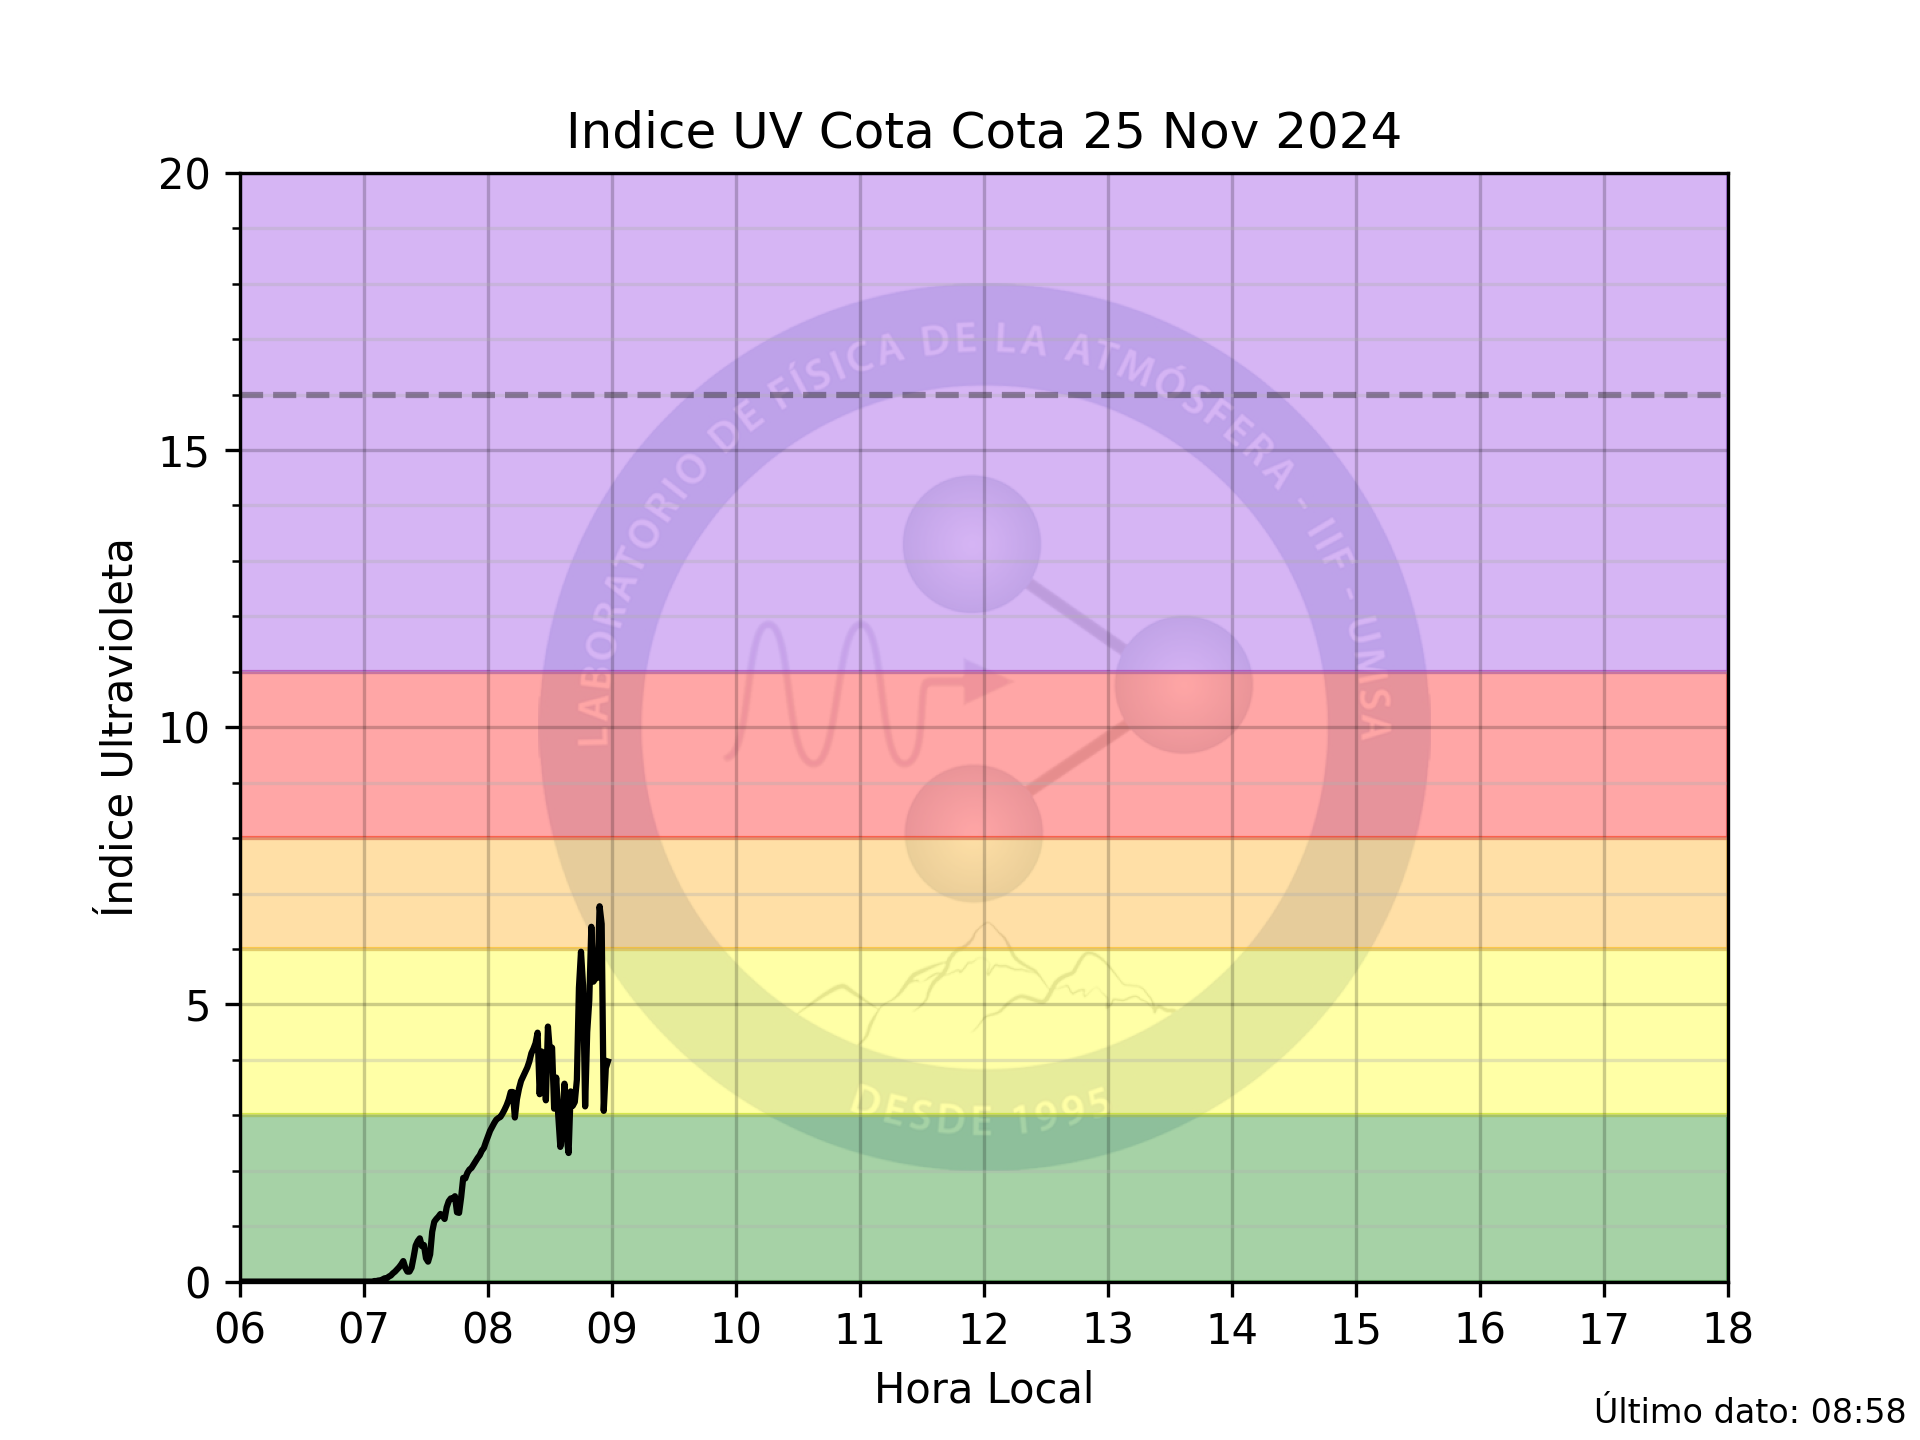 Indice UV Cota Cota 25 Nov 2024
20
15
10
5
0
Índice Ultravioleta
LABORATORIO DE FÍSICA DE LA ATMÓSFERA - IIF - UMSA
DESDE 1995
06 07 08 09 10 11 12 13 14 15 16 17 18
Hora Local
Último dato: 08:58